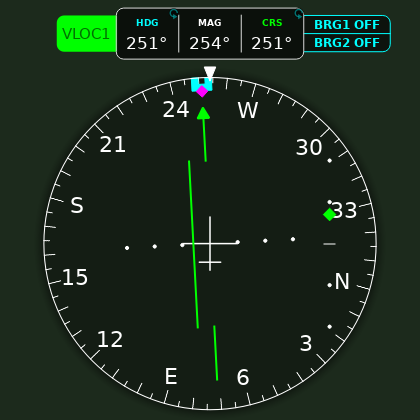 VLOC1
HDG MAG CRS
251° 254° 251°
BRG1 OFF
BRG2 OFF
24 W
21 30
S 33
15 N
12 3
E 6